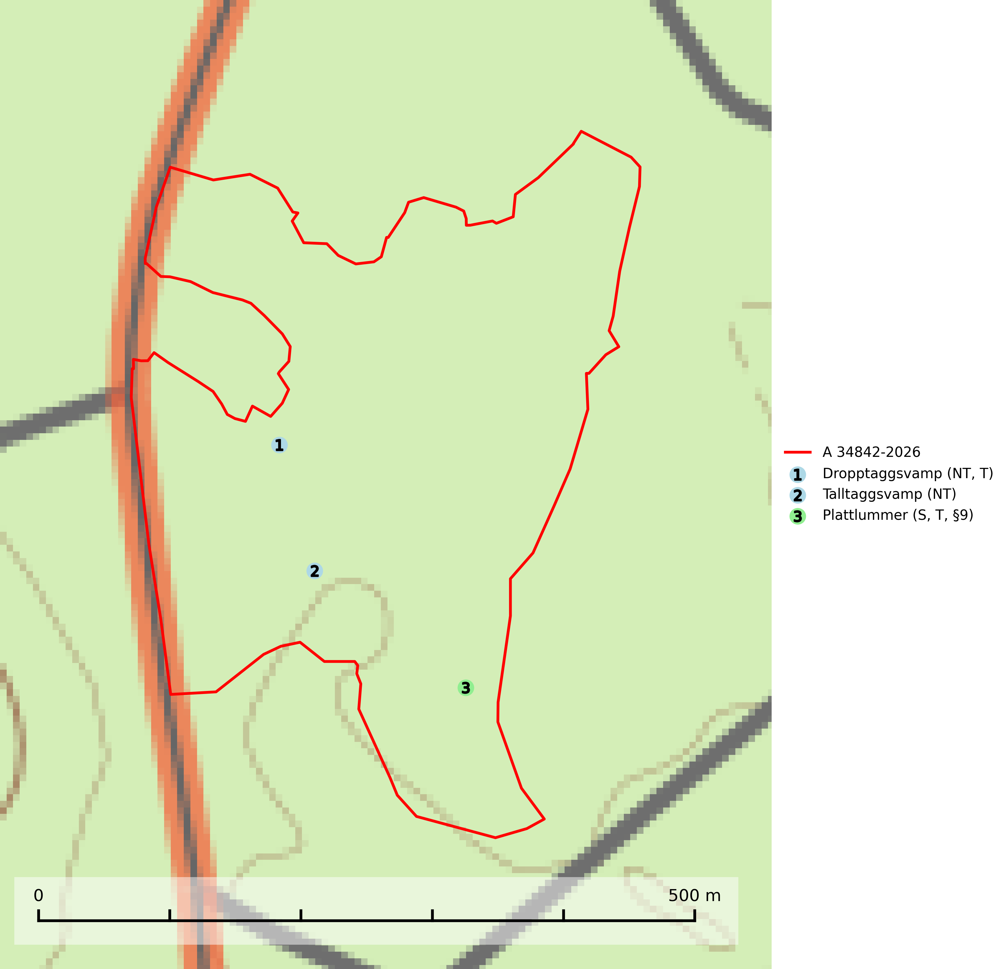 1
2
3
0
500 m
A 34842-2026
1 Dropptaggsvamp (NT, T)
2 Talltaggsvamp (NT)
3 Plattlummer (S, T, §9)